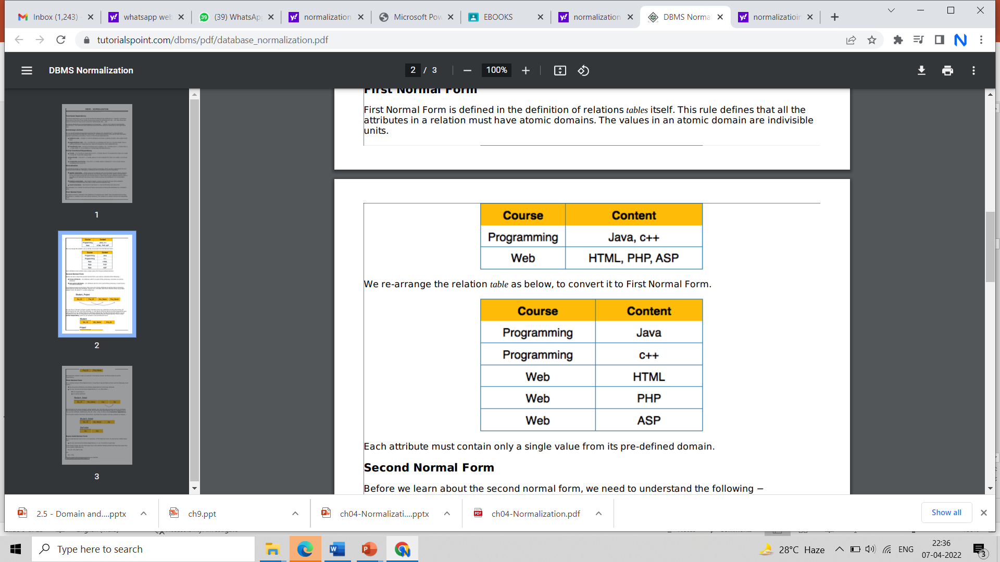 Inbox (1,243)
whatsapp web
(39) WhatsAp
normalization
Microsoft Pow
EBOOKS
normalization
DBMS Norma
normalizatioin
tutorialspoint.com/dbms/pdf/database_normalization.pdf
DBMS Normalization
2 / 3
100%
1
2
3
First Normal Form
First Normal Form is defined in the definition of relations tables itself. This rule defines that all the
attributes in a relation must have atomic domains. The values in an atomic domain are indivisible
units.
Course Content
Programming Java, c++
Web HTML, PHP, ASP
We re-arrange the relation table as below, to convert it to First Normal Form.
Course Content
Programming Java
Programming c++
Web HTML
Web PHP
Web ASP
Each attribute must contain only a single value from its pre-defined domain.
Second Normal Form
Before we learn about the second normal form, we need to understand the following −
2.5 - Domain and....pptx
ch9.ppt
ch04-Normalizati....pptx
ch04-Normalization.pdf
Show all
Type here to search
28°C Haze
ENG
22:36
07-04-2022
3